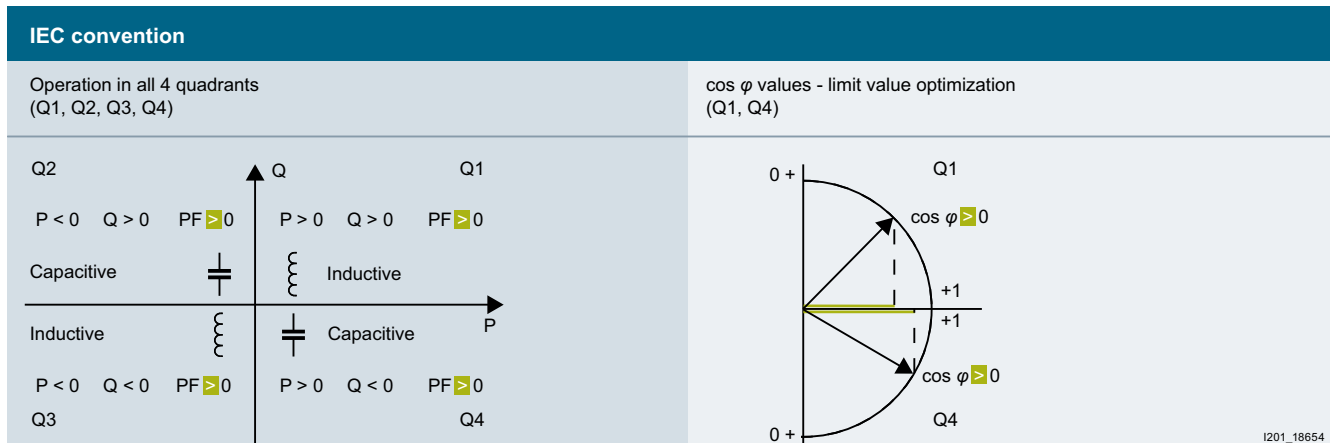 IEC convention
Operation in all 4 quadrants
(Q1, Q2, Q3, Q4)
cos φ values - limit value optimization
(Q1, Q4)
Q2
Q
Q1
P < 0 Q > 0 PF > 0
P > 0 Q > 0 PF > 0
Capacitive
Inductive
P
Inductive
Capacitive
P < 0 Q < 0 PF > 0
P > 0 Q < 0 PF > 0
Q3
Q4
0 +
Q1
cos φ > 0
+1
+1
cos φ > 0
Q4
0 +
I201_18654